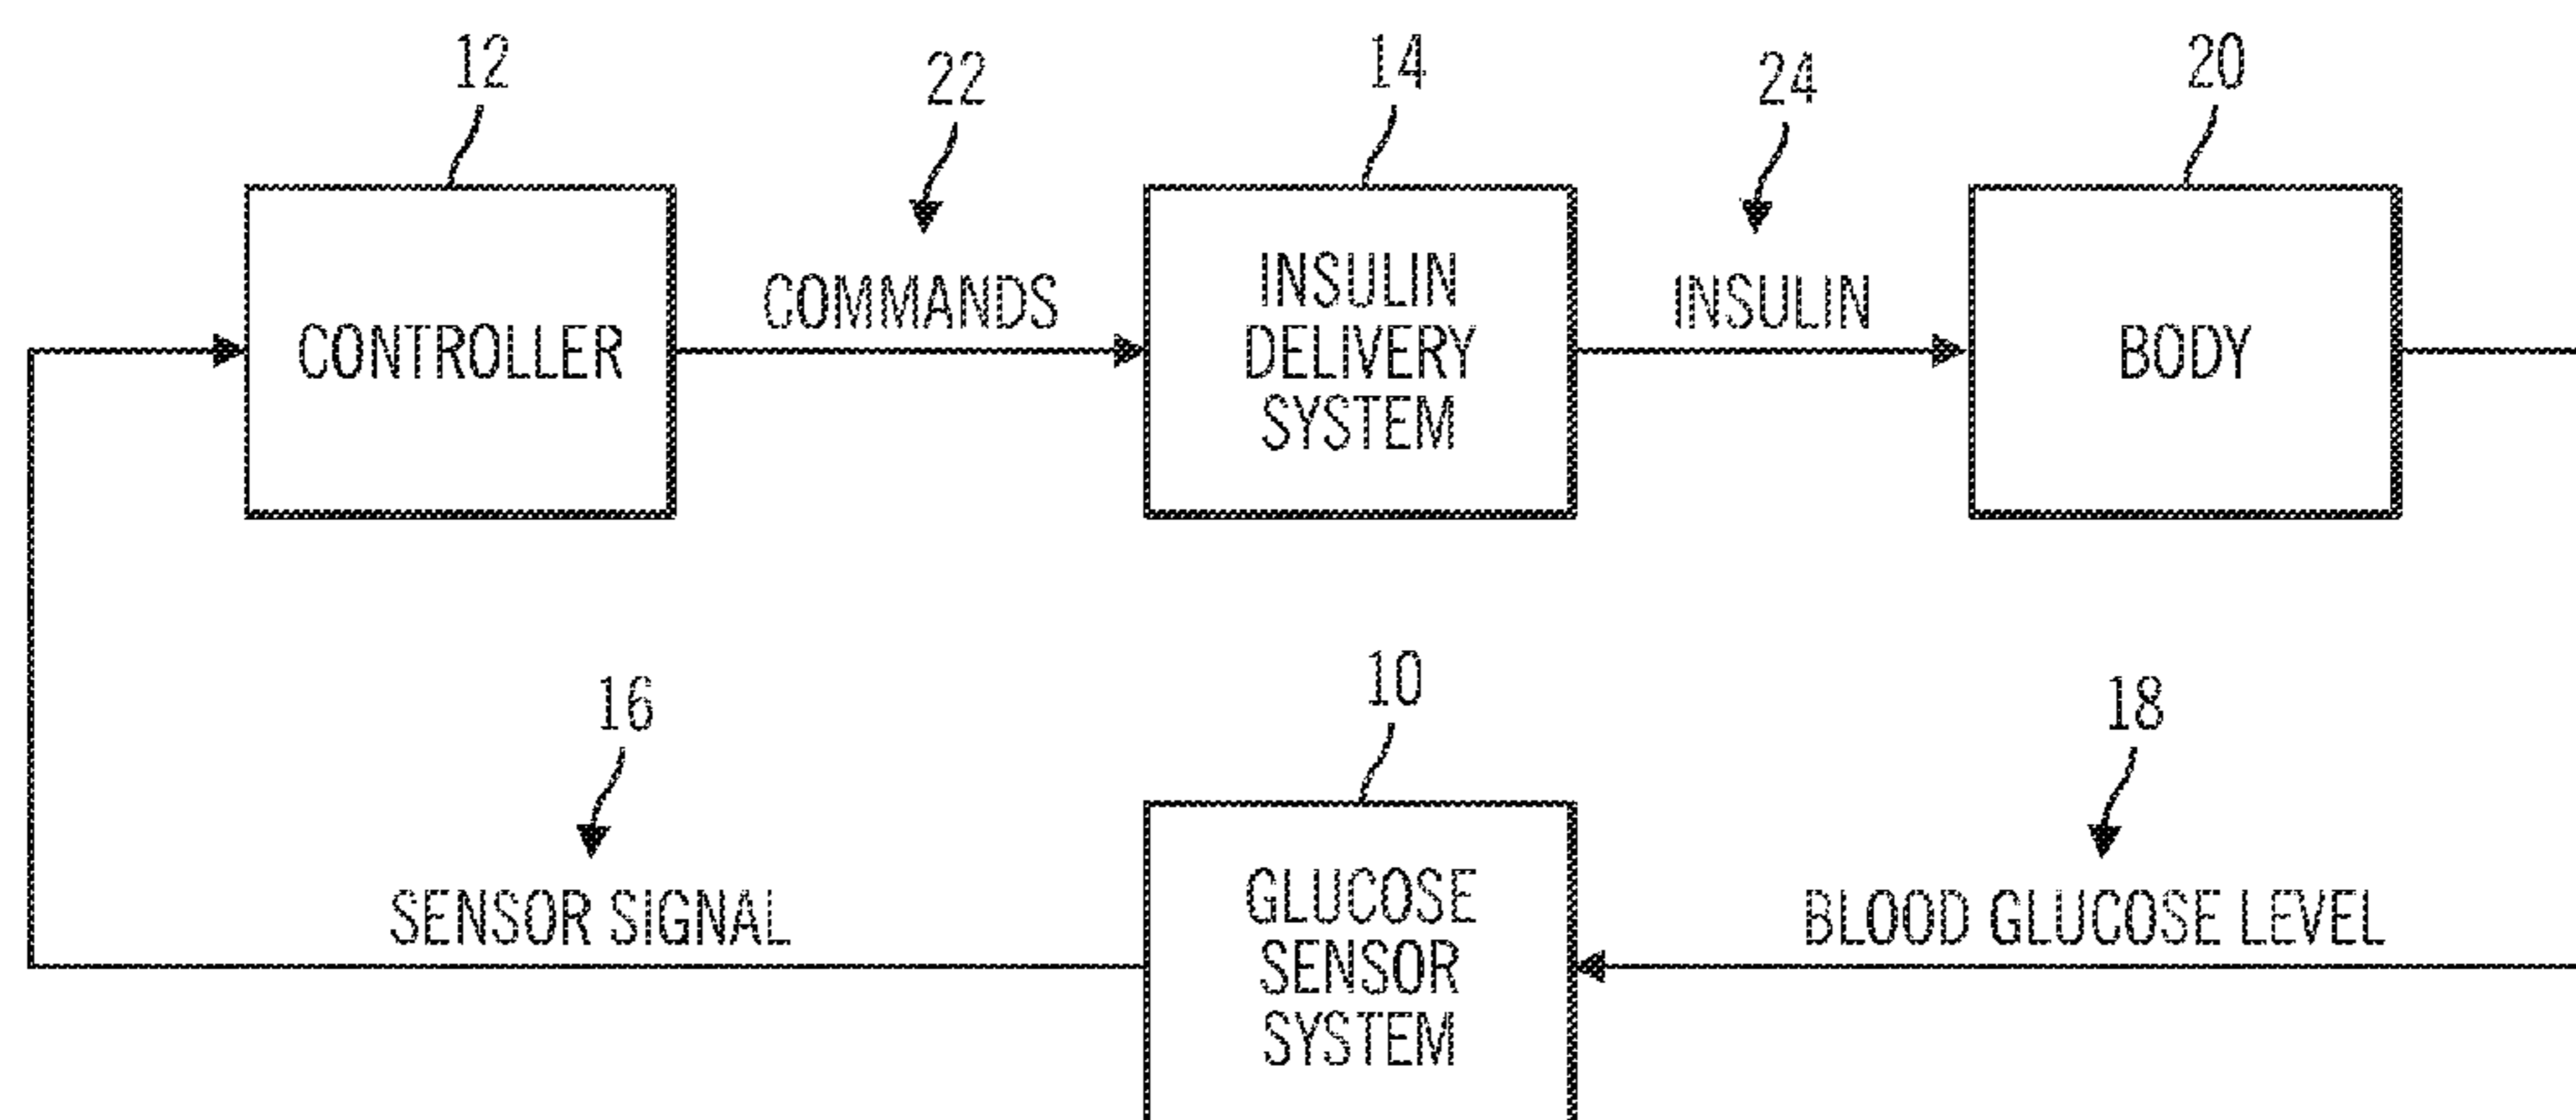 12
22
14
24
20
CONTROLLER
COMMANDS
INSULIN
DELIVERY
SYSTEM
INSULIN
BODY
16
10
18
SENSOR SIGNAL
GLUCOSE
SENSOR
SYSTEM
BLOOD GLUCOSE LEVEL